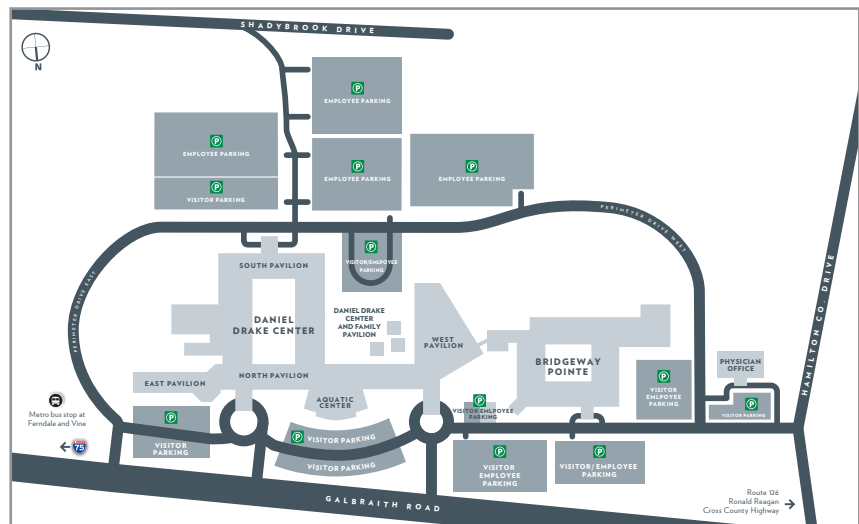 SHADYBROOK DRIVE
N
P
EMPLOYEE PARKING
P
EMPLOYEE PARKING
P
VISITOR PARKING
P
EMPLOYEE PARKING
P
EMPLOYEE PARKING
PERIMETER DRIVE WEST
PERIMETER DRIVE EAST
HAMILTON CO. DRIVE
P
VISITOR/EMLPOYEE
PARKING
SOUTH PAVILION
DANIEL
DRAKE CENTER
DANIEL DRAKE
CENTER
AND FAMILY
PAVILION
WEST
PAVILION
BRIDGEWAY
POINTE
PHYSICIAN
OFFICE
NORTH PAVILION
EAST PAVILION
AQUATIC
CENTER
P
VISITOR EMLPOYEE
PARKING
P
VISITOR
EMLPOYEE
PARKING
P
VISITOR PARKING
Metro bus stop at
Ferndale and Vine
75
P
VISITOR
PARKING
P
VISITOR PARKING
VISITOR PARKING
P
VISITOR
EMPLOYEE
PARKING
P
VISITOR/ EMPLOYEE
PARKING
GALBRAITH ROAD
Route 126
Ronald Reagan
Cross County Highway